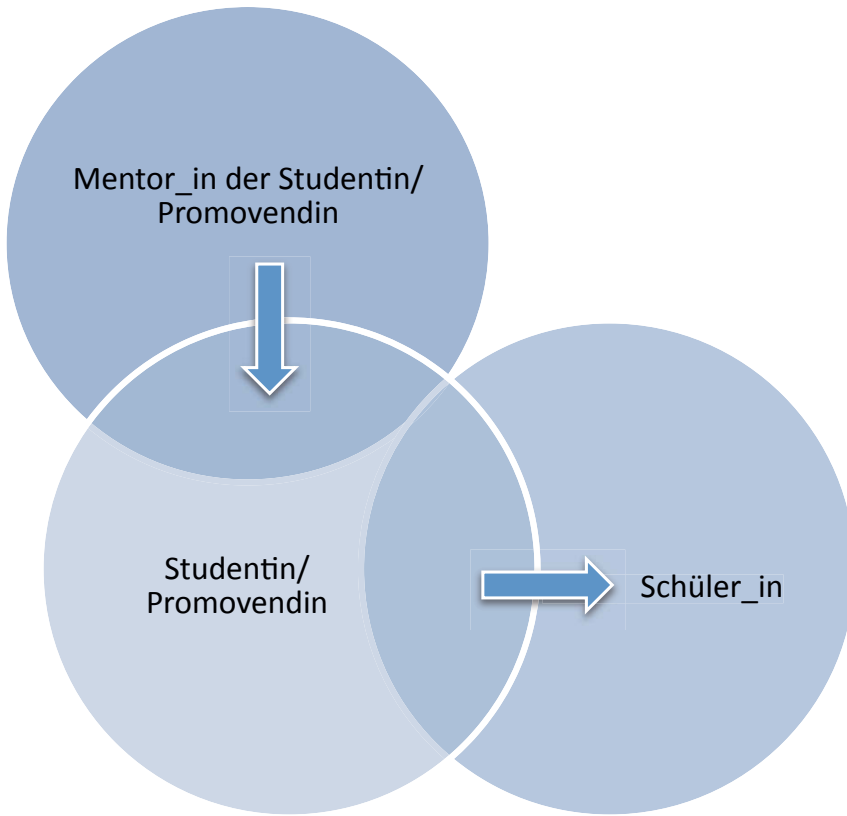 Mentor_in der Studentin/
Promovendin
Studentin/
Promovendin
Schüler_in